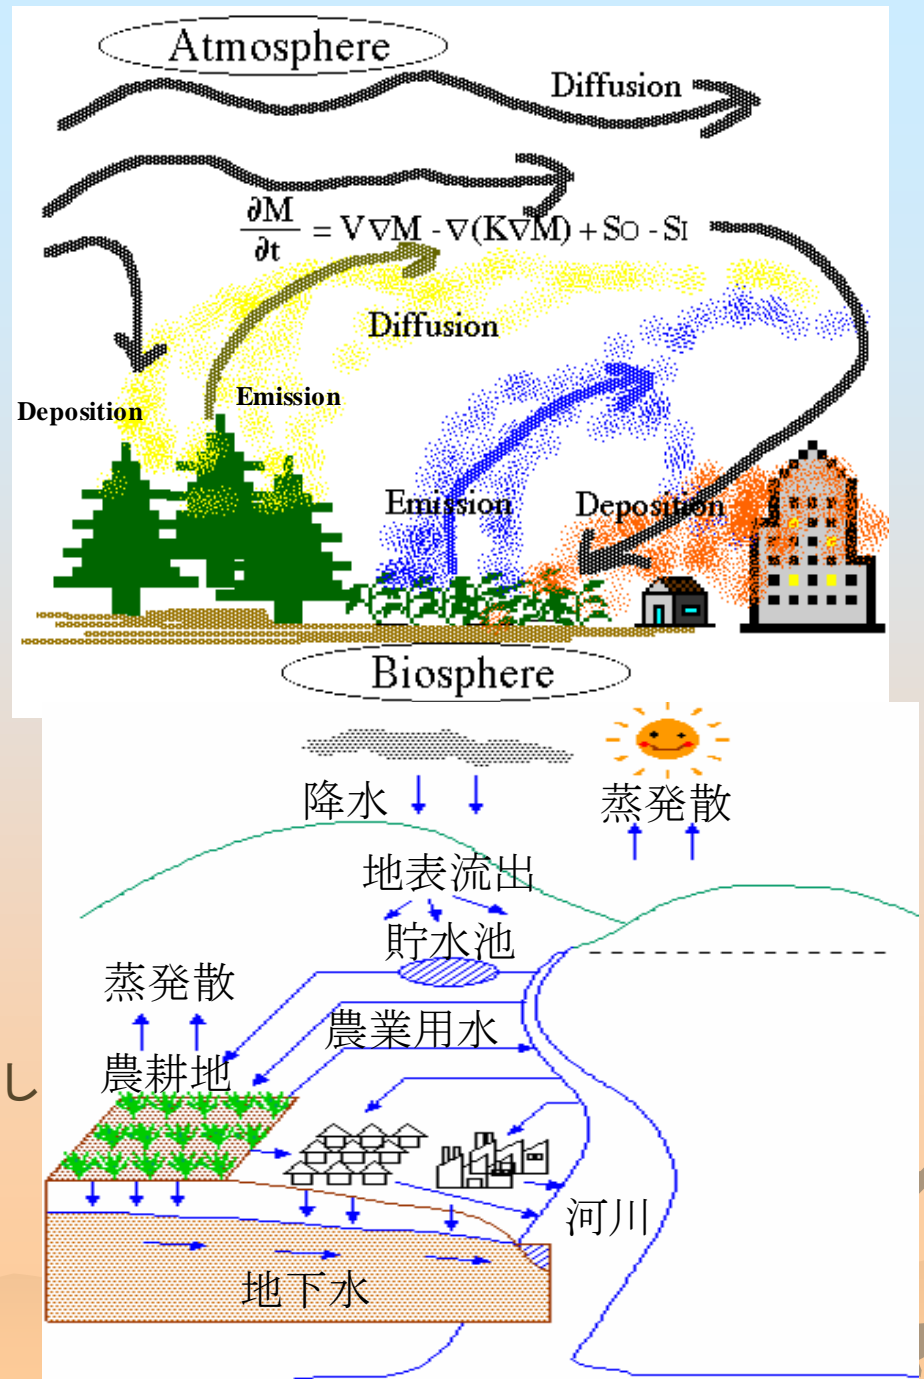 Atmosphere
Diffusion
∂M/∂t = V∇M - ∇(K∇M) + SO - SI
Diffusion
Emission
Deposition
Emission
Deposition
Biosphere
降水
蒸発散
地表流出
貯水池
蒸発散
農業用水
農耕地
し
河川
地下水